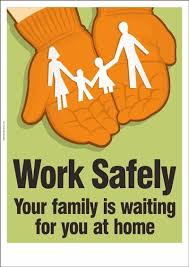 Work Safely
Your family is waiting
for you at home